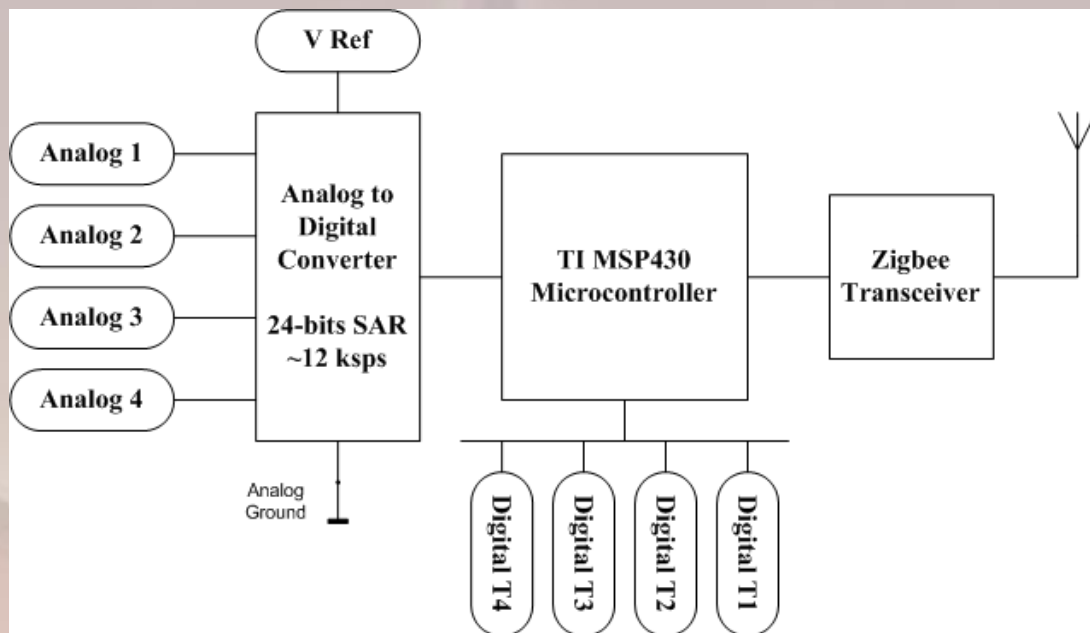 V Ref
Analog 1
Analog 2
Analog 3
Analog 4
Analog to
Digital
Converter
24-bits SAR
~12 ksps
Analog
Ground
TI MSP430
Microcontroller
Zigbee
Transceiver
Digital T4
Digital T3
Digital T2
Digital T1